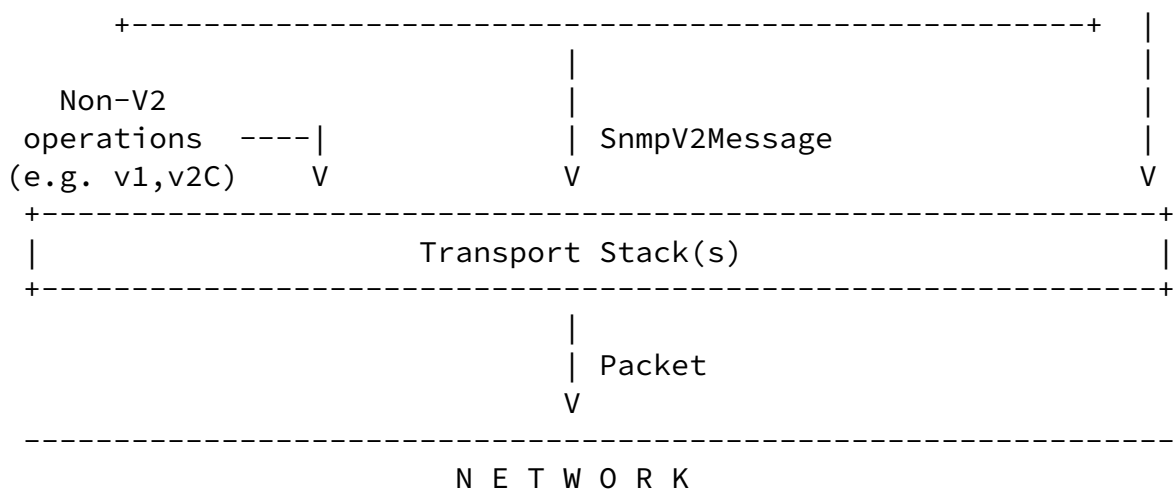 Non-V2
operations ----| | SnmpV2Message
(e.g. v1,v2C) V V V
Transport Stack(s)
| Packet
V
N E T W O R K